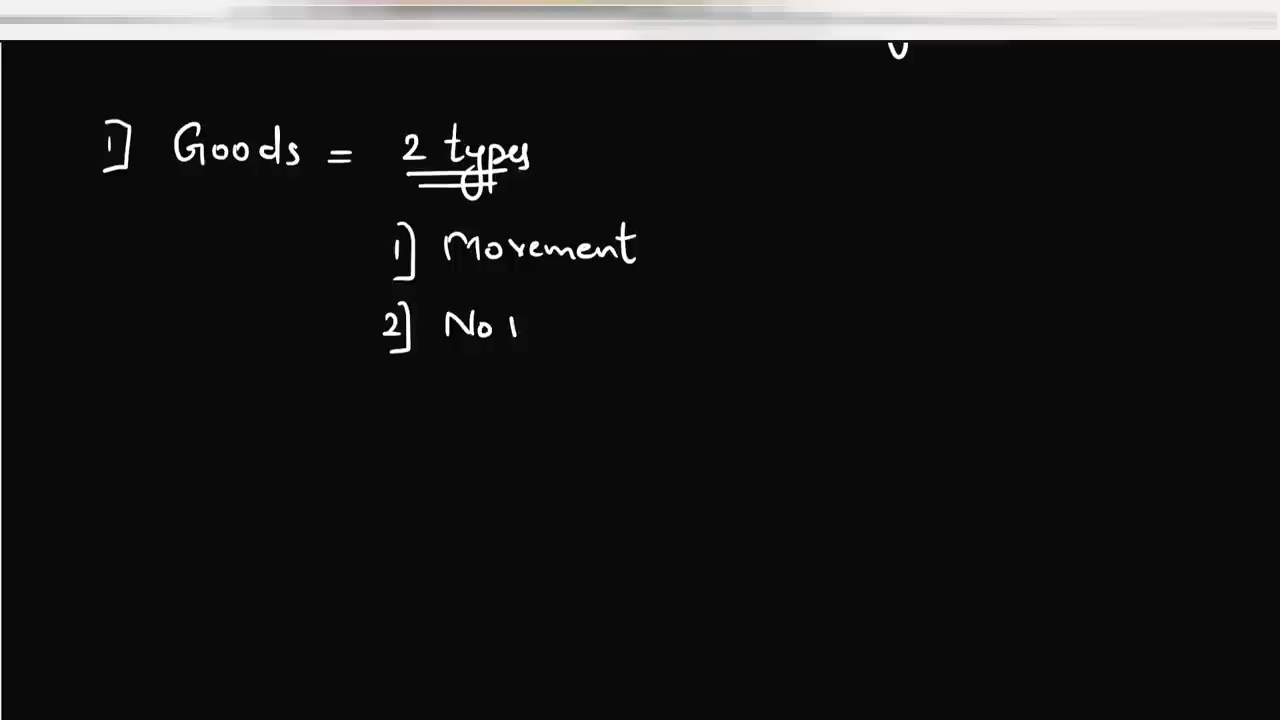 1] Goods = 2 types
1] Movement
2] No